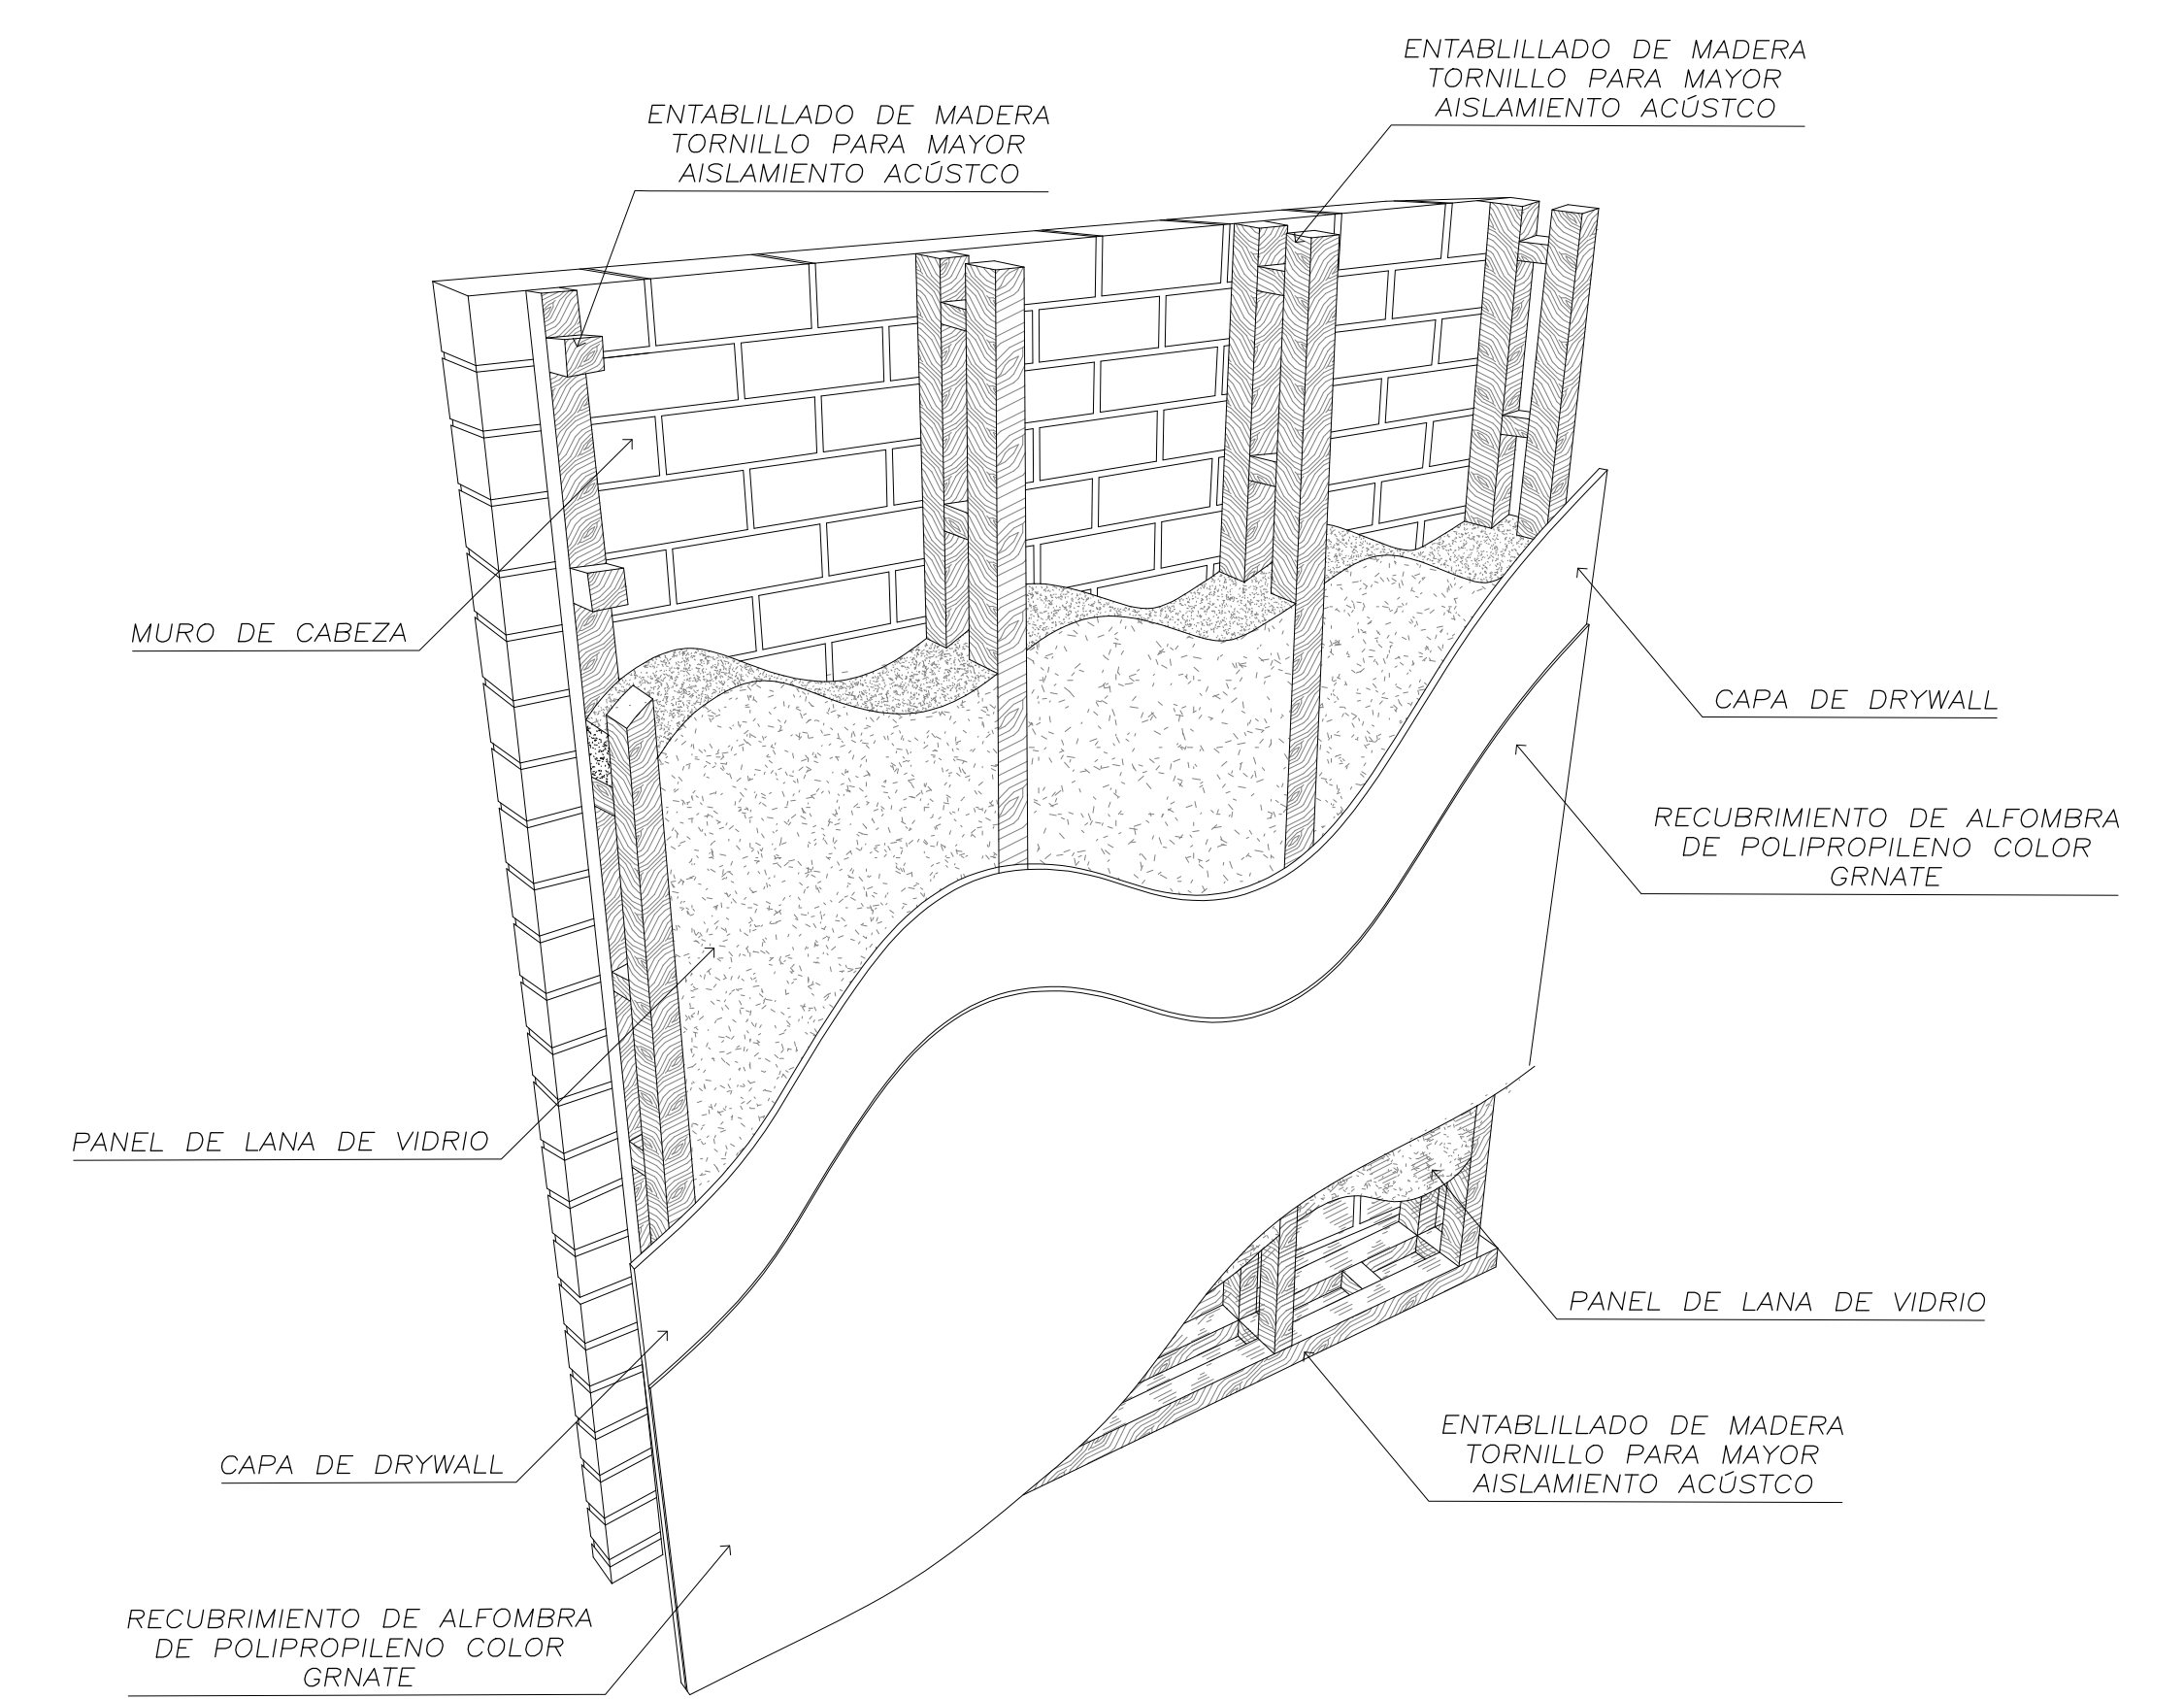 ENTABLILLADO DE MADERA
TORNILLO PARA MAYOR
AISLAMIENTO ACÚSTCO
ENTABLILLADO DE MADERA
TORNILLO PARA MAYOR
AISLAMIENTO ACÚSTCO
MURO DE CABEZA
CAPA DE DRYWALL
RECUBRIMIENTO DE ALFOMBRA
DE POLIPROPILENO COLOR
GRNATE
PANEL DE LANA DE VIDRIO
PANEL DE LANA DE VIDRIO
ENTABLILLADO DE MADERA
TORNILLO PARA MAYOR
AISLAMIENTO ACÚSTCO
CAPA DE DRYWALL
RECUBRIMIENTO DE ALFOMBRA
DE POLIPROPILENO COLOR
GRNATE